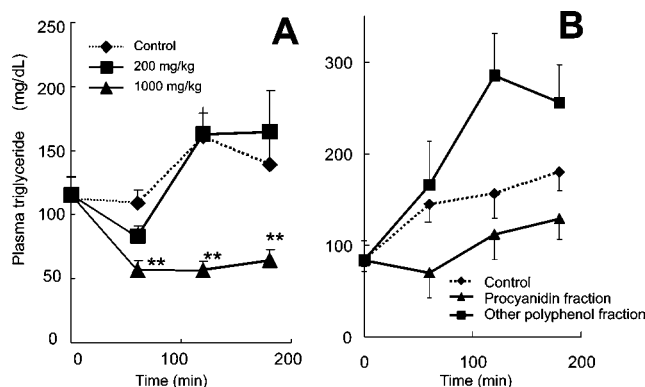 A
Control
200 mg/kg
1000 mg/kg
Plasma triglyceride (mg/dL)
250
200
150
100
50
0
**
**
**
0
100
200
Time (min)
B
300
200
100
0
Control
Procyanidin fraction
Other polyphenol fraction
0
100
200
Time (min)